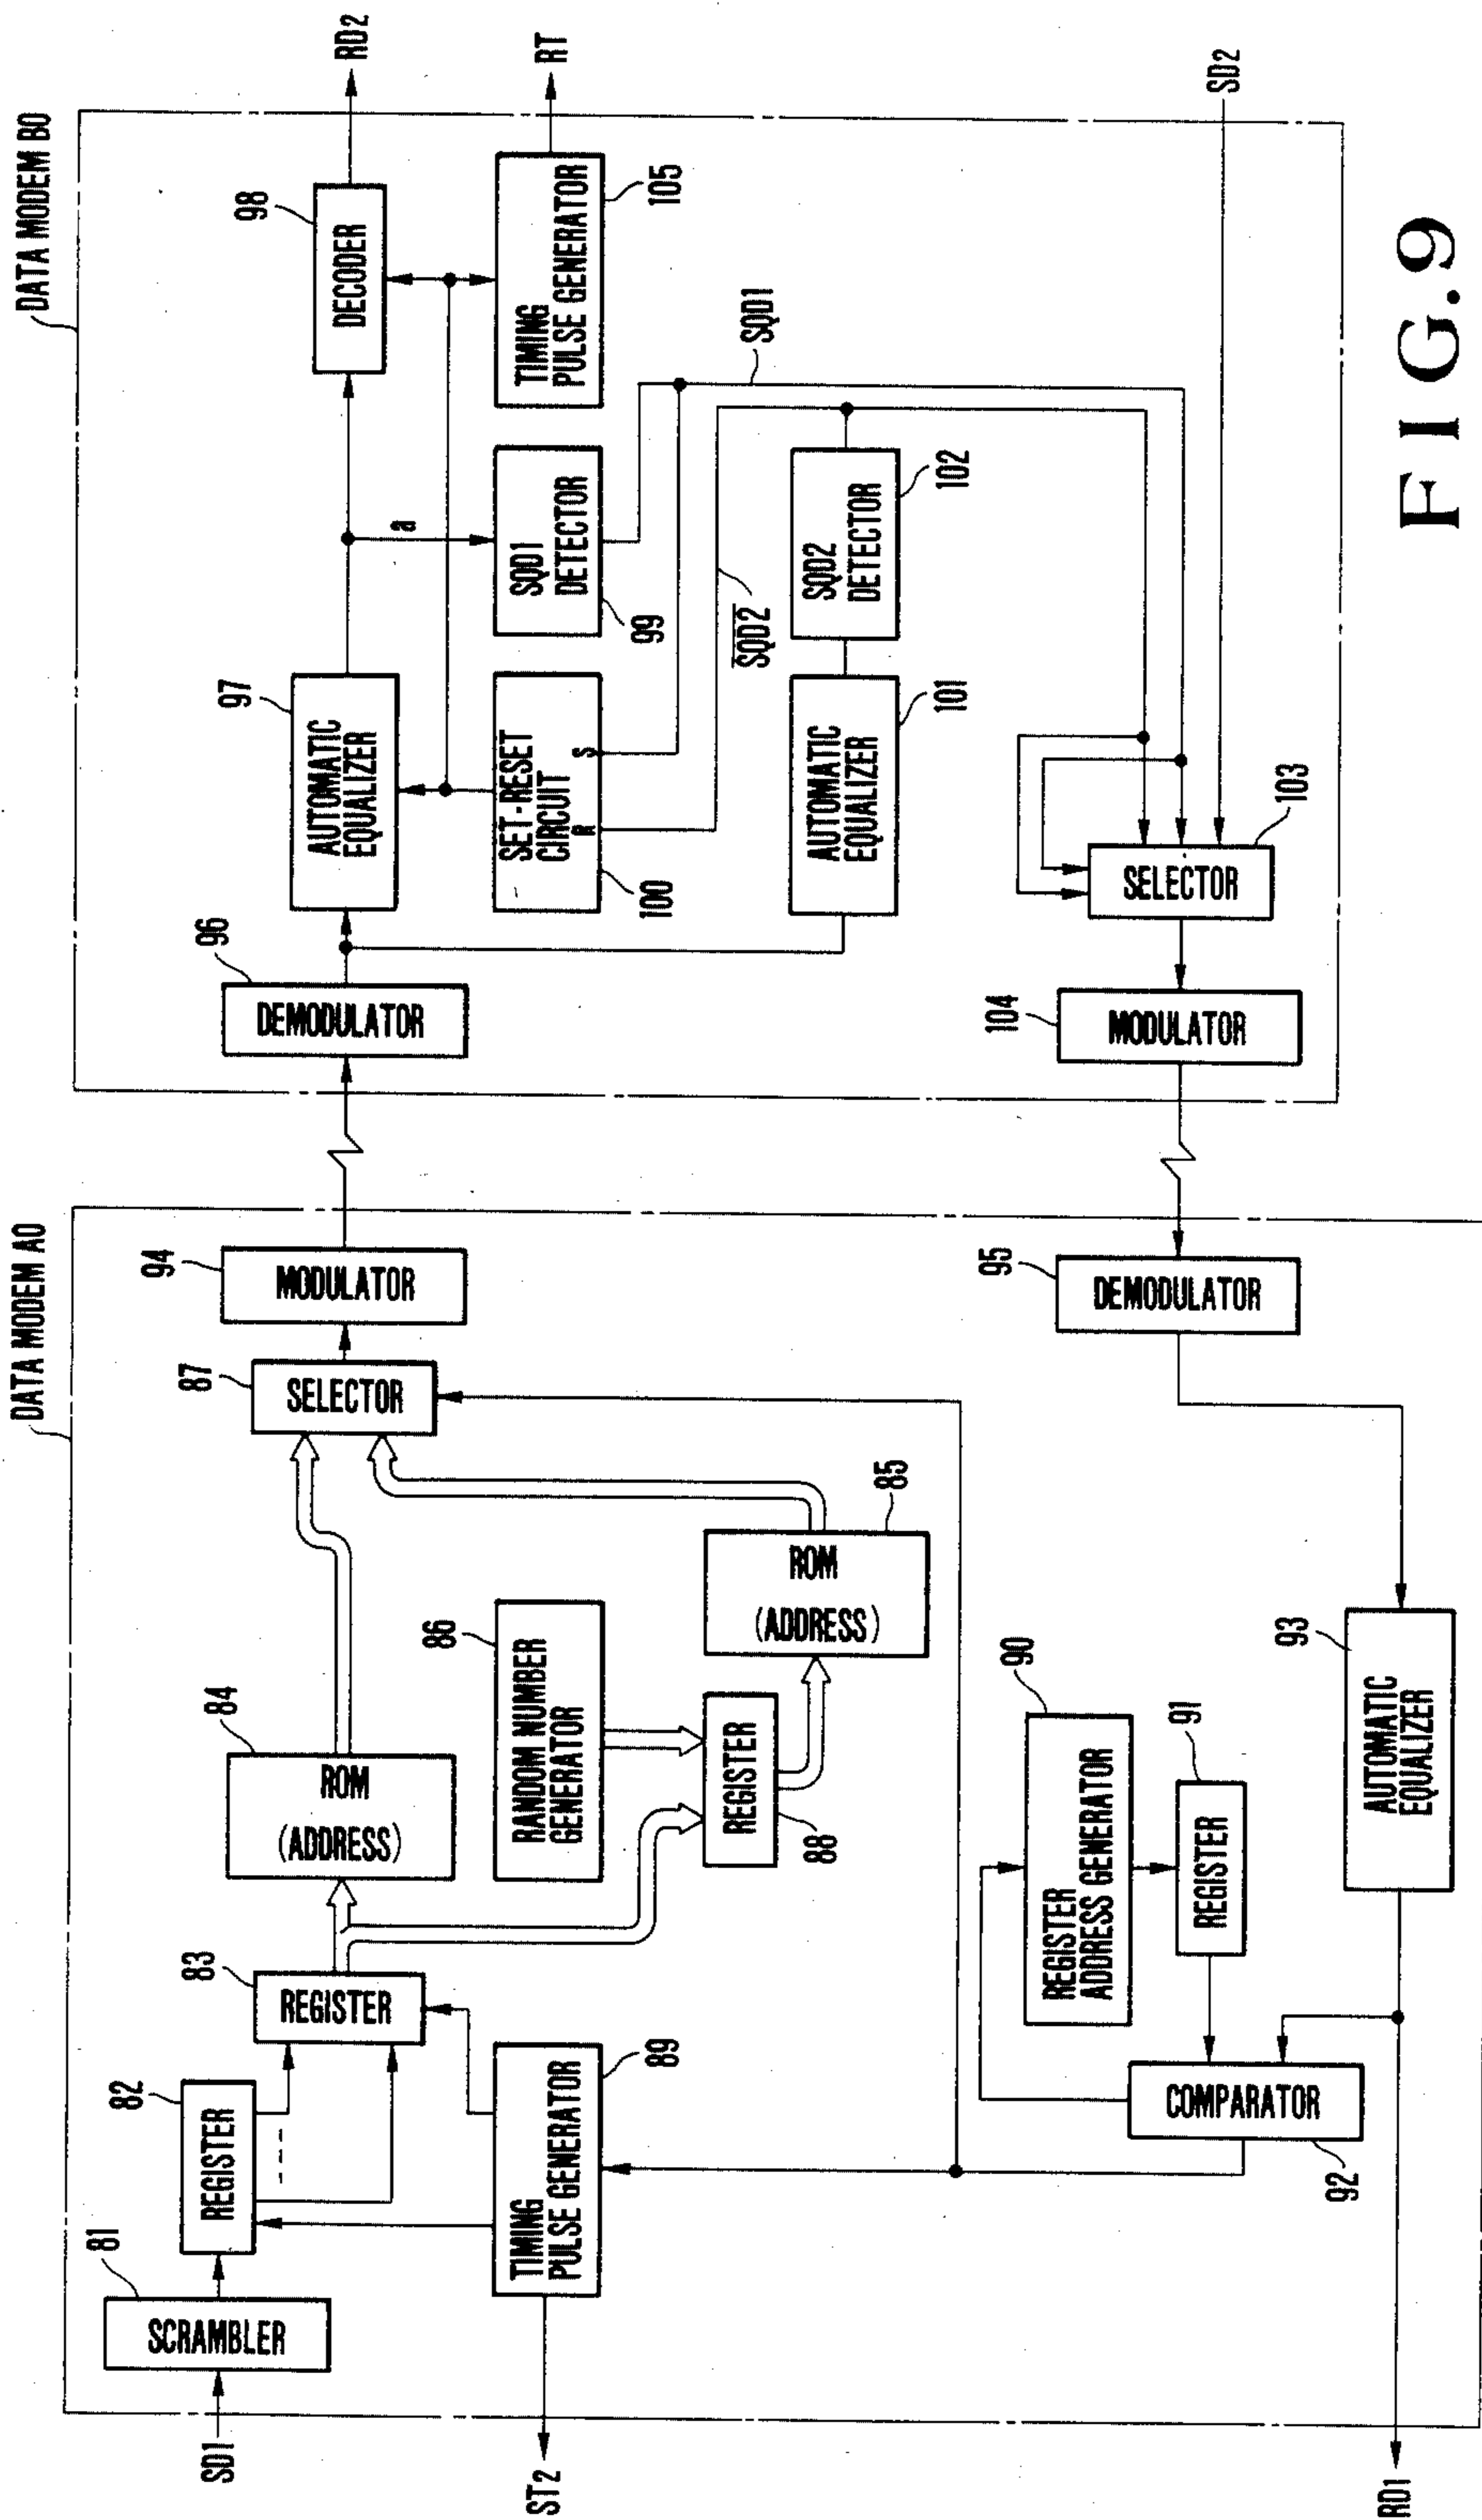 DATA MODEM A0
DATA MODEM B0
SD1
81
SCRAMBLER
82
REGISTER
83
REGISTER
84
ROM
(ADDRESS)
87
SELECTOR
94
MODULATOR
ST2
TIMING
PULSE GENERATOR
89
RANDOM NUMBER
GENERATOR
86
REGISTER
88
ROM
(ADDRESS)
85
REGISTER
ADDRESS GENERATOR
90
REGISTER
91
COMPARATOR
92
RD1
AUTOMATIC
EQUALIZER
93
DEMODULATOR
95
96
DEMODULATOR
97
AUTOMATIC
EQUALIZER
98
DECODER
RD2
a
SET-RESET
CIRCUIT
R
S
100
SQD1
DETECTOR
99
TIMING
PULSE GENERATOR
105
RT
SQD2
SQD1
AUTOMATIC
EQUALIZER
101
SQD2
DETECTOR
102
SELECTOR
103
SD2
104
MODULATOR
FIG.9